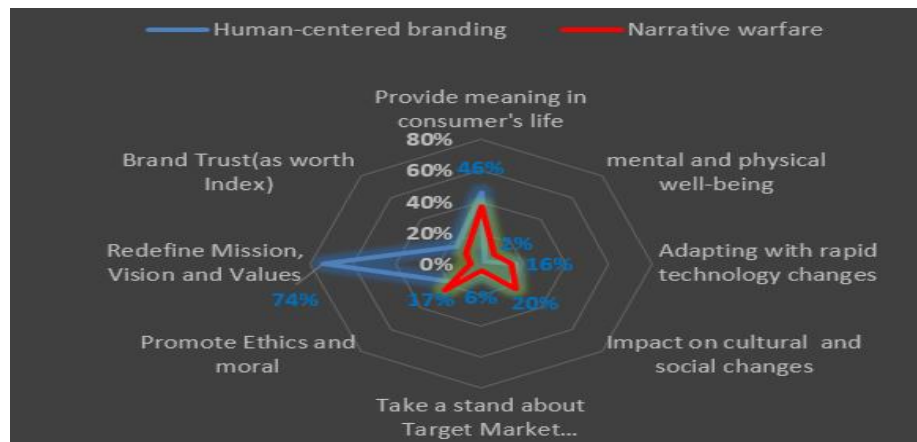 Human-centered branding
Narrative warfare
Provide meaning in
consumer's life
80%
46%
Brand Trust(as worth
Index)
60%
mental and physical
well-being
40%
20%
2%
Redefine Mission,
Vision and Values
0%
16%
Adapting with rapid
technology changes
74%
17%
6%
20%
Promote Ethics and
moral
Impact on cultural and
social changes
Take a stand about
Target Market...